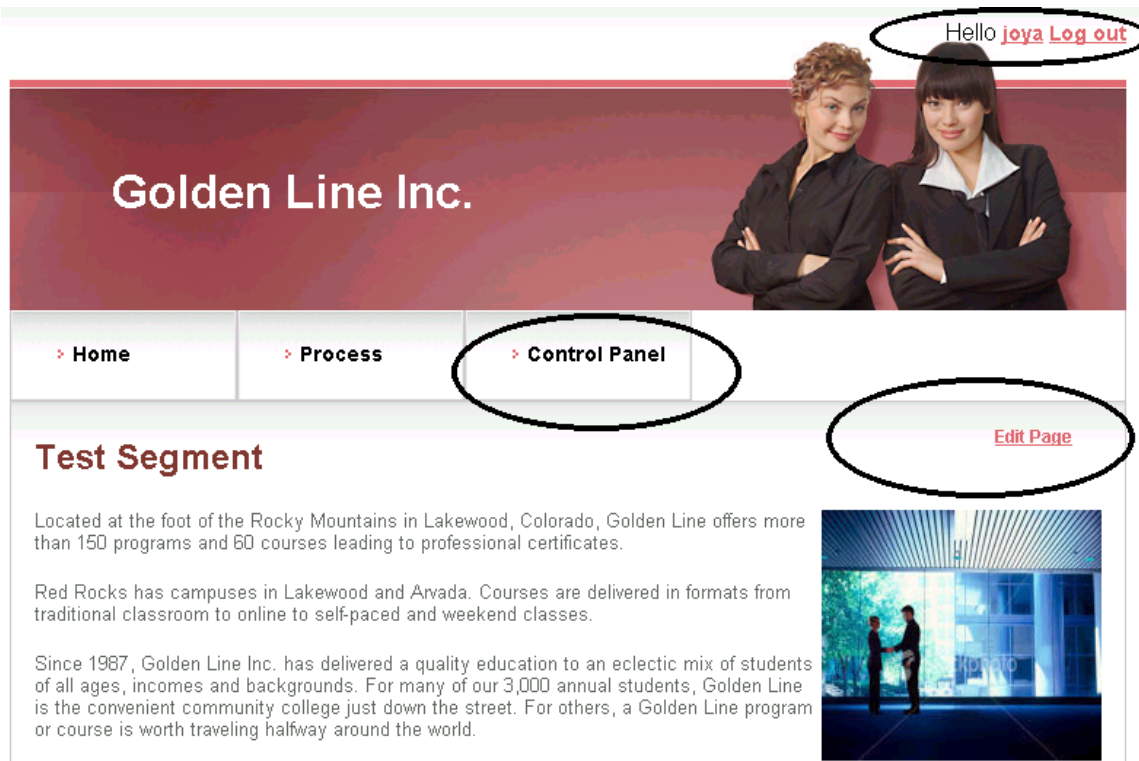 Hello joya Log out
Golden Line Inc.
Home
Process
Control Panel
Edit Page
Test Segment
Located at the foot of the Rocky Mountains in Lakewood, Colorado, Golden Line offers more
than 150 programs and 60 courses leading to professional certificates.
Red Rocks has campuses in Lakewood and Arvada. Courses are delivered in formats from
traditional classroom to online to self-paced and weekend classes.
Since 1987, Golden Line Inc. has delivered a quality education to an eclectic mix of students
of all ages, incomes and backgrounds. For many of our 3,000 annual students, Golden Line
is the convenient community college just down the street. For others, a Golden Line program
or course is worth traveling halfway around the world.